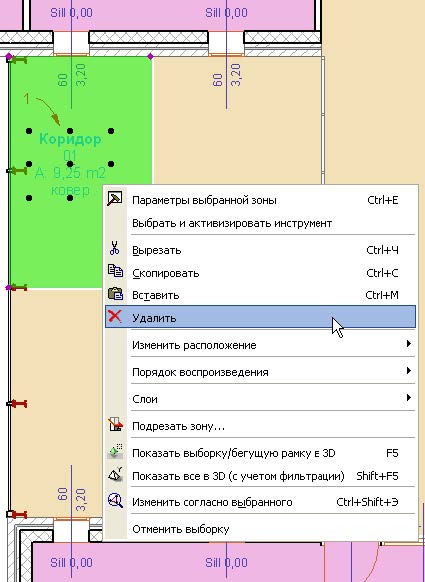 Sill 0,00
Sill 0,00
60
3,20
60
3,20
1
Коридор
01
A: 9,25 m2
ковер
Параметры выбранной зоны Ctrl+E
Выбрать и активизировать инструмент
Вырезать Ctrl+Ч
Скопировать Ctrl+C
Вставить Ctrl+M
Удалить
Изменить расположение
Порядок воспроизведения
Слои
Подрезать зону...
Показать выборку/бегущую рамку в 3D F5
Показать все в 3D (с учетом фильтрации) Shift+F5
Изменить согласно выбранного Ctrl+Shift+Э
Отменить выборку
60
3,20
Sill 0,00
Sill 0,00